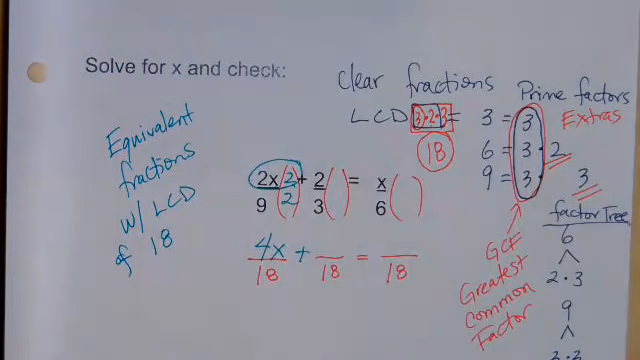 Solve for x and check:
Clear fractions
Prime factors
Extras
LCD 3·2·3 = 3 = 3
18
6 = 3·2
9 = 3· 3
Equivalent
fractions
w/ LCD
of 18
2x (2 + 2 ( ) = x ( )
9 (2) 3 6
4x + =
18 18 18
GCF
Greatest
Common
Factor
factor Tree
6
2·3
9
3·3